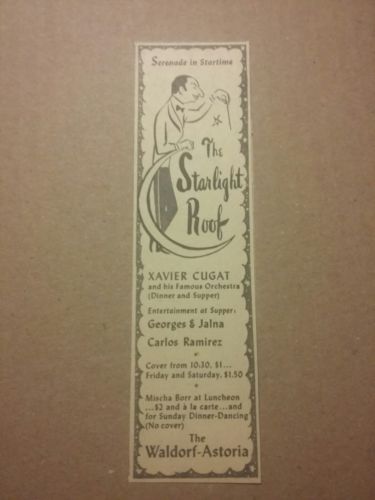 Serenade in Startime
The
Starlight
Roof
XAVIER CUGAT
and his Famous Orchestra
(Dinner and Supper)
Entertainment at Supper:
Georges & Jalna
Carlos Ramirez
Cover from 10:30, $1...
Friday and Saturday, $1.50
Mischa Borr at Luncheon
...$2 and à la carte...and
for Sunday Dinner-Dancing
(No cover)
The
Waldorf-Astoria